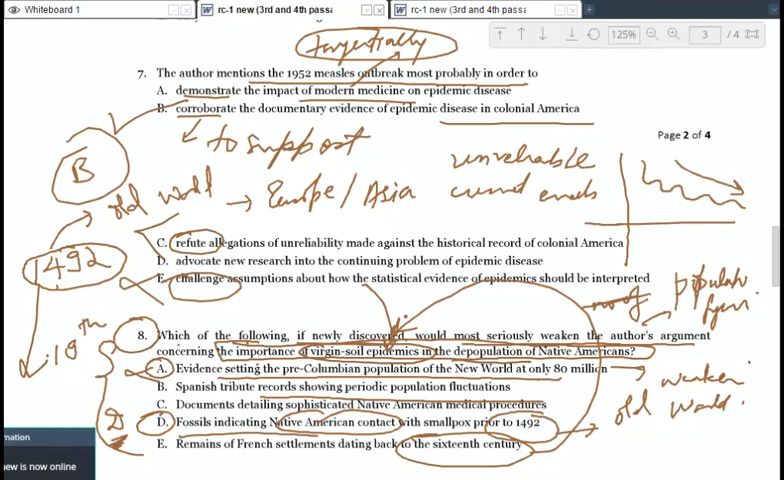 Whiteboard 1
rc-1 new (3rd and 4th passa
rc-1 new (3rd and 4th passa
125%
3 / 4
tangentially
7. The author mentions the 1952 measles outbreak most probably in order to
A. demonstrate the impact of modern medicine on epidemic disease
B. corroborate the documentary evidence of epidemic disease in colonial America
Page 2 of 4
to support
B
unreliable
old world → Europe/Asia
C. refute allegations of unreliability made against the historical record of colonial America
D. advocate new research into the continuing problem of epidemic disease
1492
E. challenge assumptions about how the statistical evidence of epidemics should be interpreted
18th
8. Which of the following, if newly discovered, would most seriously weaken the author's argument
concerning the importance of virgin-soil epidemics in the depopulation of Native Americans?
A. Evidence setting the pre-Columbian population of the New World at only 80 million
weaken
B. Spanish tribute records showing periodic population fluctuations
C. Documents detailing sophisticated Native American medical procedures
old world.
D
D. Fossils indicating Native American contact with smallpox prior to 1492
E. Remains of French settlements dating back to the sixteenth century
mation
ew is now online